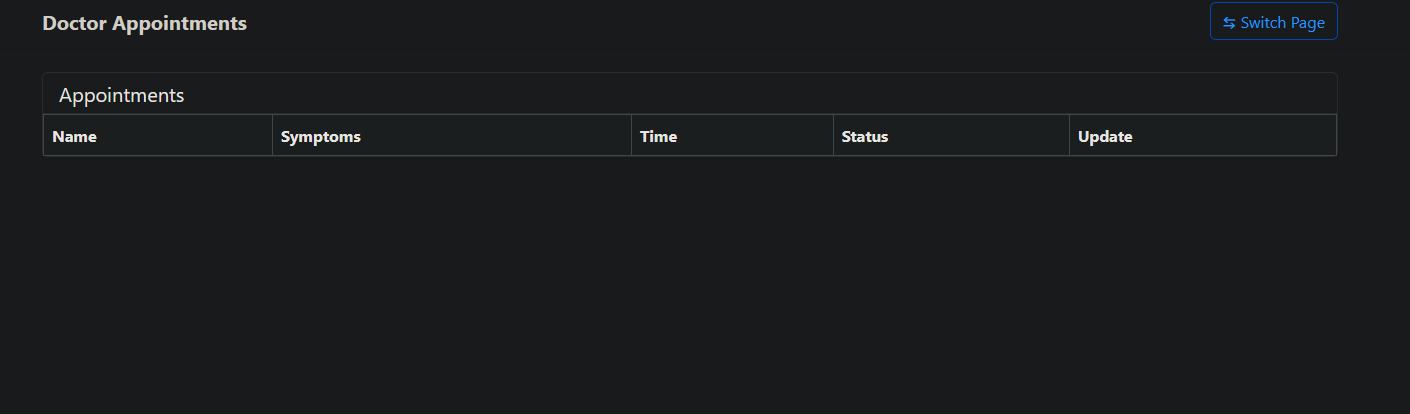 Doctor Appointments
⇆ Switch Page
Appointments
Name Symptoms Time Status Update